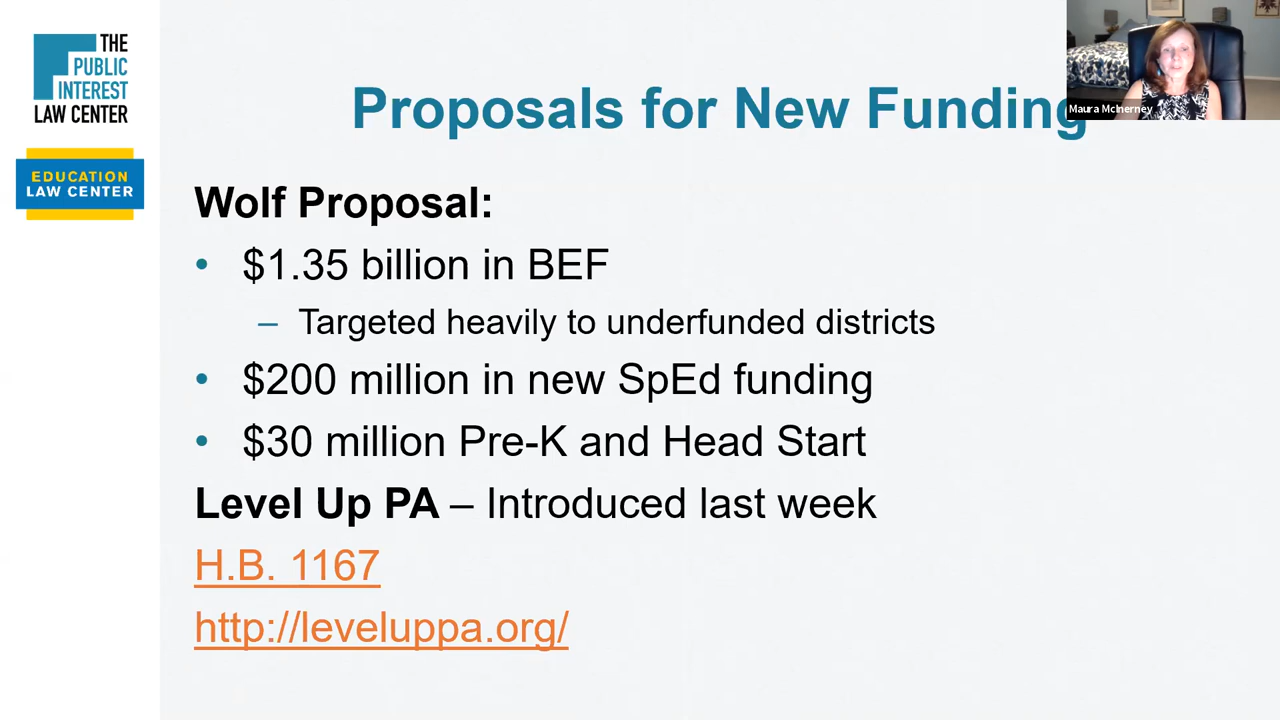 THE
PUBLIC
INTEREST
LAW CENTER
EDUCATION
LAW CENTER
Proposals for New Funding
Maura McInerney
Wolf Proposal:
• $1.35 billion in BEF
– Targeted heavily to underfunded districts
• $200 million in new SpEd funding
• $30 million Pre-K and Head Start
Level Up PA – Introduced last week
H.B. 1167
http://leveluppa.org/